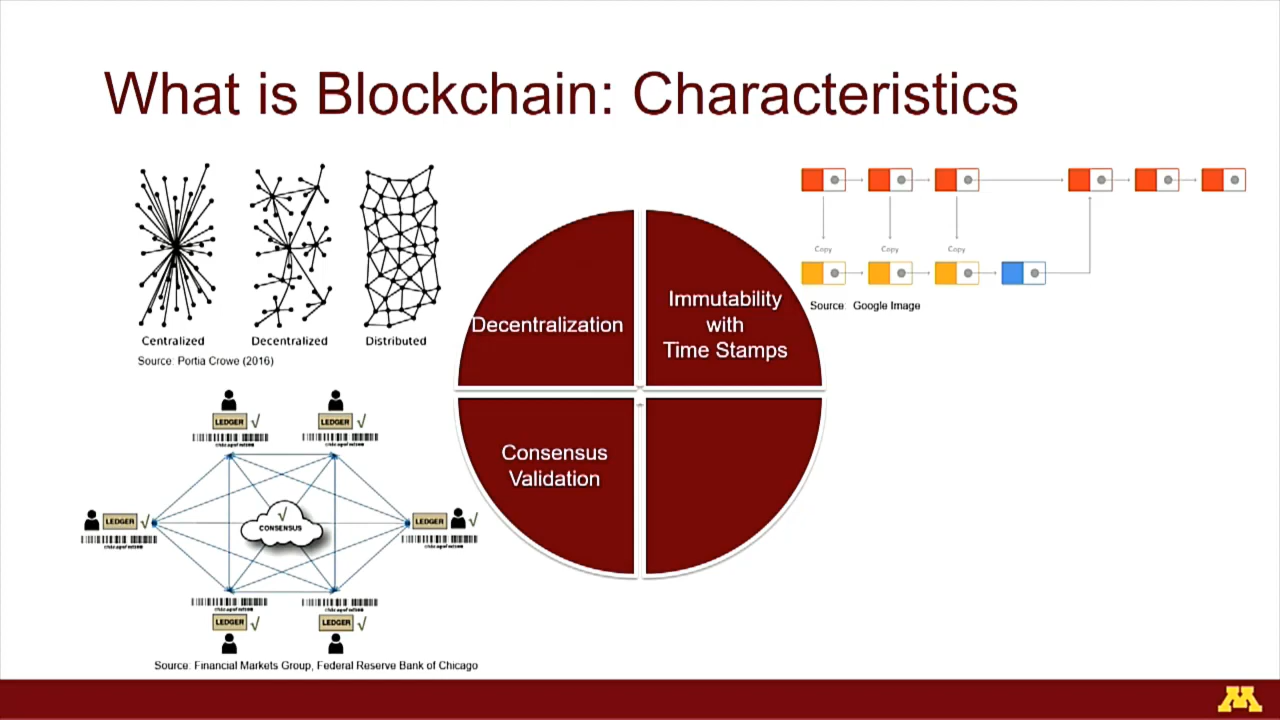 What is Blockchain: Characteristics
Centralized
Decentralized
Distributed
Source: Portia Crowe (2016)
Copy
Copy
Copy
Source: Google Image
Decentralization
Immutability
with
Time Stamps
Consensus
Validation
LEDGER √
LEDGER √
LEDGER √
√
CONSENSUS
LEDGER √
LEDGER √
LEDGER √
Source: Financial Markets Group, Federal Reserve Bank of Chicago
M